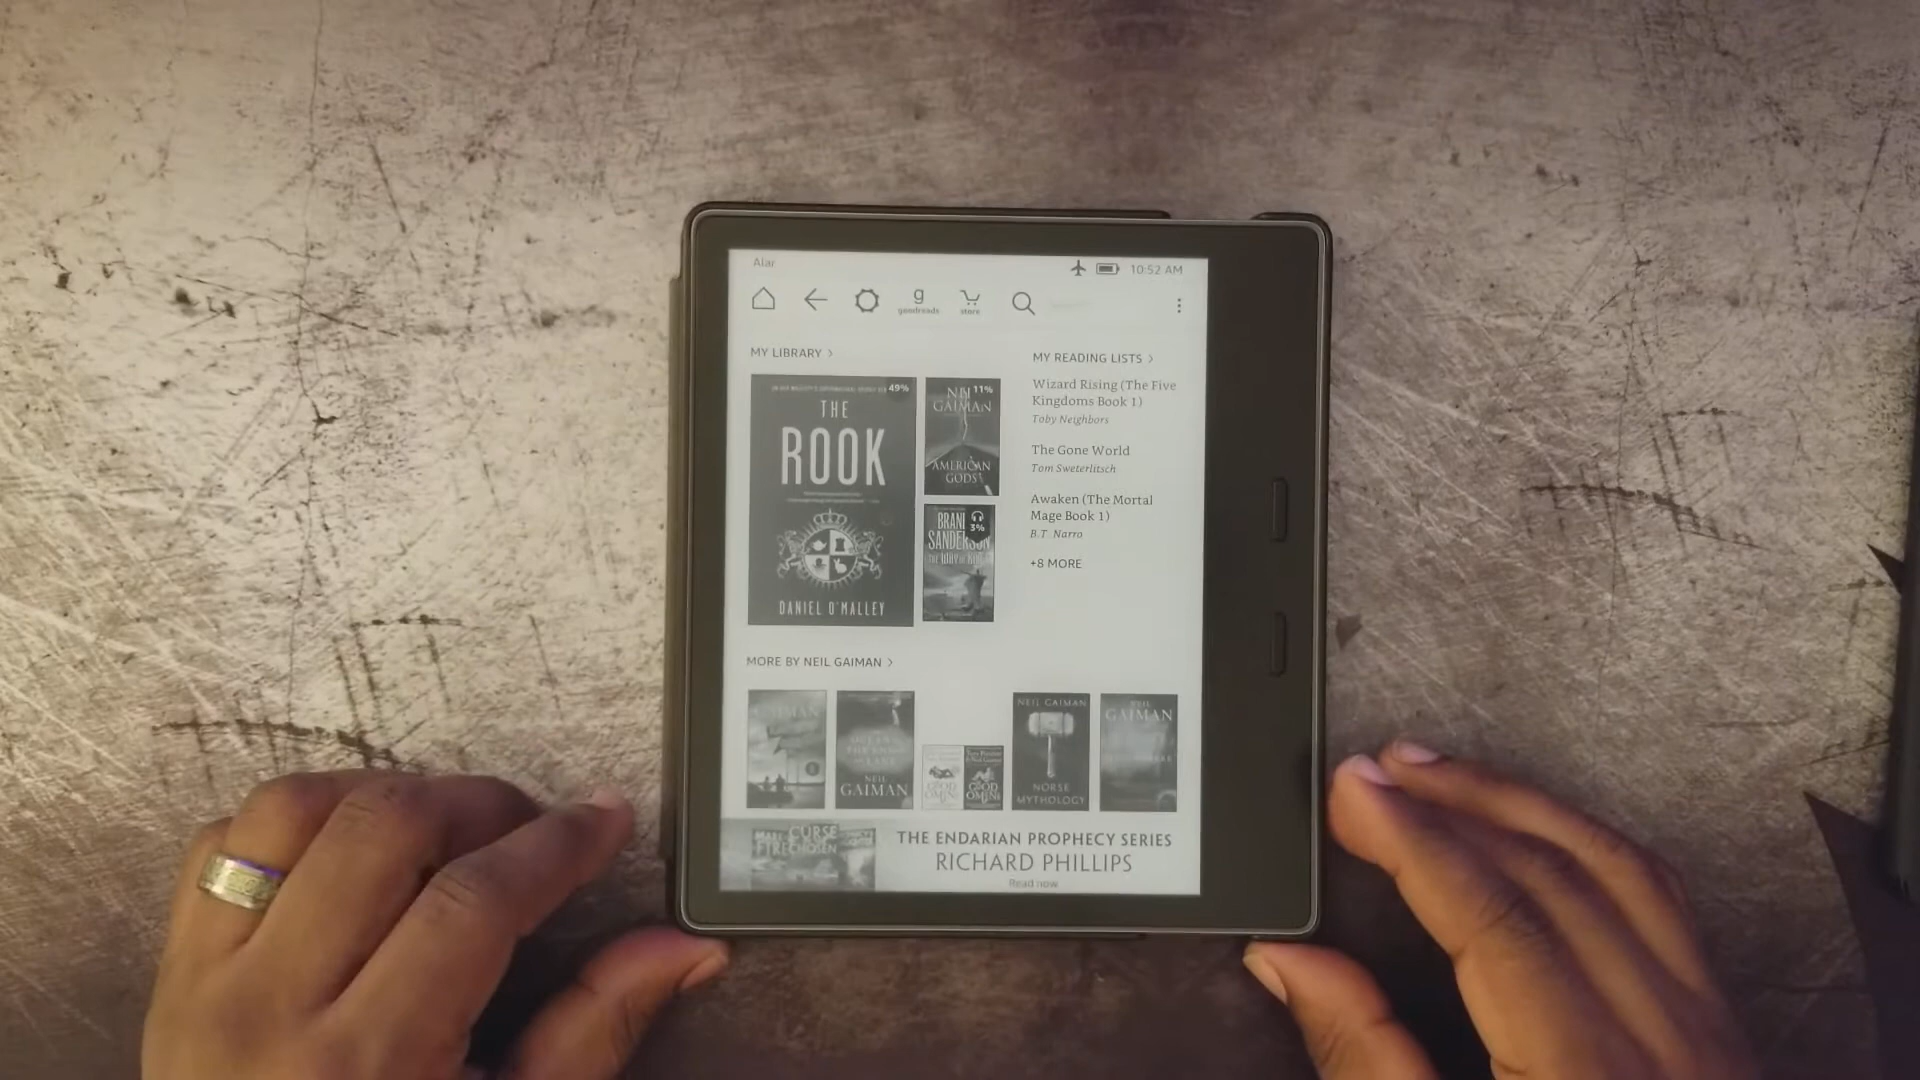 Alar
10:52 AM
goodreads
store
MY LIBRARY >
49%
THE
ROOK
DANIEL O'MALLEY
11%
NEIL
GAIMAN
AMERICAN
GODS
3%
SANDERSON
MY READING LISTS >
Wizard Rising (The Five
Kingdoms Book 1)
Toby Neighbors
The Gone World
Tom Sweterlitsch
Awaken (The Mortal
Mage Book 1)
B.T. Narro
+8 MORE
MORE BY NEIL GAIMAN >
NEIL
GAIMAN
NEIL GAIMAN
NORSE
MYTHOLOGY
NEIL
GAIMAN
CURSE
THE ENDARIAN PROPHECY SERIES
RICHARD PHILLIPS
Read now